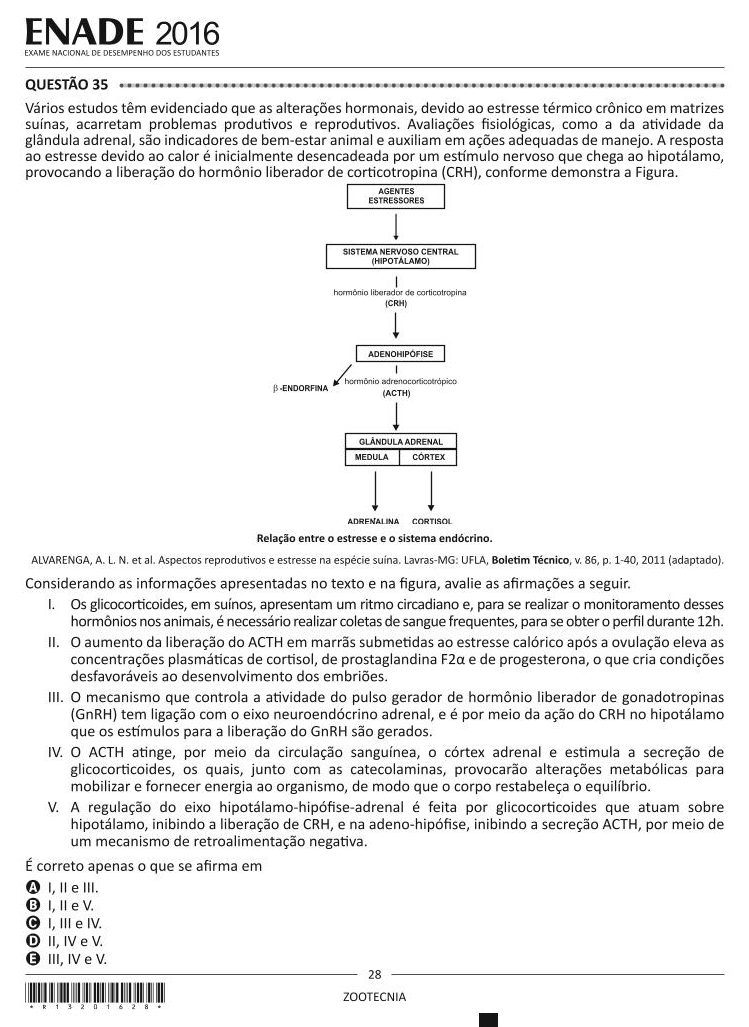 ENADE 2016
EXAME NACIONAL DE DESEMPENHO DOS ESTUDANTES
QUESTÃO 35
Vários estudos têm evidenciado que as alterações hormonais, devido ao estresse térmico crônico em matrizes
suínas, acarretam problemas produtivos e reprodutivos. Avaliações fisiológicas, como a da atividade da
glândula adrenal, são indicadores de bem-estar animal e auxiliam em ações adequadas de manejo. A resposta
ao estresse devido ao calor é inicialmente desencadeada por um estímulo nervoso que chega ao hipotálamo,
provocando a liberação do hormônio liberador de corticotropina (CRH), conforme demonstra a Figura.
AGENTES
ESTRESSORES
SISTEMA NERVOSO CENTRAL
(HIPOTÁLAMO)
hormônio liberador de corticotropina
(CRH)
ADENOHIPÓFISE
β -ENDORFINA
hormônio adrenocorticotrópico
(ACTH)
GLÂNDULA ADRENAL
MEDULA CÓRTEX
ADRENALINA CORTISOL
Relação entre o estresse e o sistema endócrino.
ALVARENGA, A. L. N. et al. Aspectos reprodutivos e estresse na espécie suína. Lavras-MG: UFLA, Boletim Técnico, v. 86, p. 1-40, 2011 (adaptado).
Considerando as informações apresentadas no texto e na figura, avalie as afirmações a seguir.
I. Os glicocorticoides, em suínos, apresentam um ritmo circadiano e, para se realizar o monitoramento desses
hormônios nos animais, é necessário realizar coletas de sangue frequentes, para se obter o perfil durante 12h.
II. O aumento da liberação do ACTH em marrãs submetidas ao estresse calórico após a ovulação eleva as
concentrações plasmáticas de cortisol, de prostaglandina F2α e de progesterona, o que cria condições
desfavoráveis ao desenvolvimento dos embriões.
III. O mecanismo que controla a atividade do pulso gerador de hormônio liberador de gonadotropinas
(GnRH) tem ligação com o eixo neuroendócrino adrenal, e é por meio da ação do CRH no hipotálamo
que os estímulos para a liberação do GnRH são gerados.
IV. O ACTH atinge, por meio da circulação sanguínea, o córtex adrenal e estimula a secreção de
glicocorticoides, os quais, junto com as catecolaminas, provocarão alterações metabólicas para
mobilizar e fornecer energia ao organismo, de modo que o corpo restabeleça o equilíbrio.
V. A regulação do eixo hipotálamo-hipófise-adrenal é feita por glicocorticoides que atuam sobre
hipotálamo, inibindo a liberação de CRH, e na adeno-hipófise, inibindo a secreção ACTH, por meio de
um mecanismo de retroalimentação negativa.
É correto apenas o que se afirma em
A I, II e III.
B I, II e V.
C I, III e IV.
D II, IV e V.
E III, IV e V.
28
ZOOTECNIA
* R 1 3 2 0 1 6 2 8 *